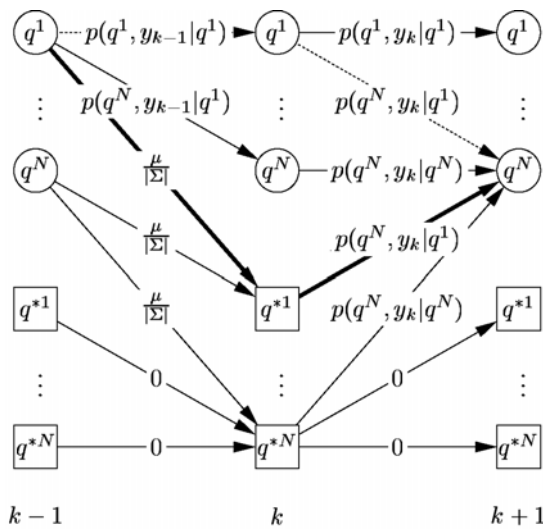 q^1 p(q^1, y_{k-1}|q^1) q^1 p(q^1, y_k|q^1) q^1
⋮ p(q^N, y_{k-1}|q^1) ⋮ p(q^N, y_k|q^1) ⋮
q^N μ/|Σ| q^N p(q^N, y_k|q^N) q^N
μ/|Σ| p(q^N, y_k|q^1)
q^{*1} μ/|Σ| q^{*1} p(q^N, y_k|q^N) q^{*1}
⋮ 0 ⋮ 0 ⋮
q^{*N} 0 q^{*N} 0 q^{*N}
k − 1 k k + 1